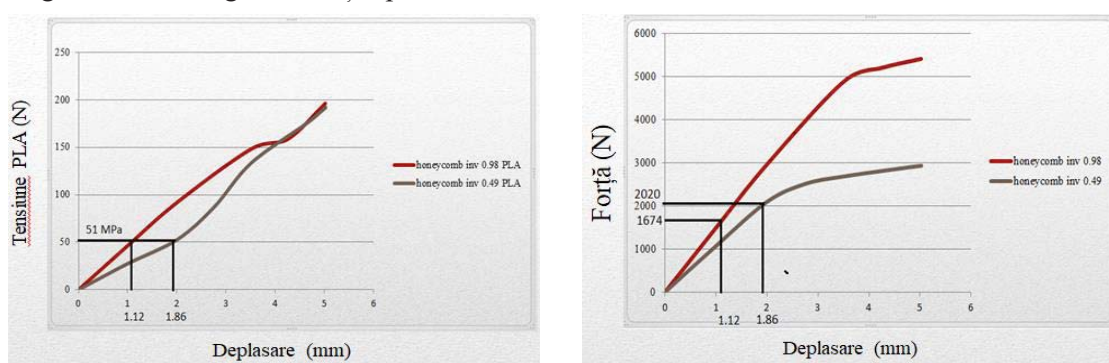 Tensiune PLA (N)
250
200
150
100
50
0
51 MPa
0 1 2 3 4 5 6
1.12 1.86
Deplasare (mm)
honeycomb inv 0.98 PLA
honeycomb inv 0.49 PLA
Forță (N)
6000
5000
4000
3000
2020
2000
1674
1000
0
0 1 2 3 4 5 6
1.12 1.86
Deplasare (mm)
honeycomb inv 0.98
honeycomb inv 0.49